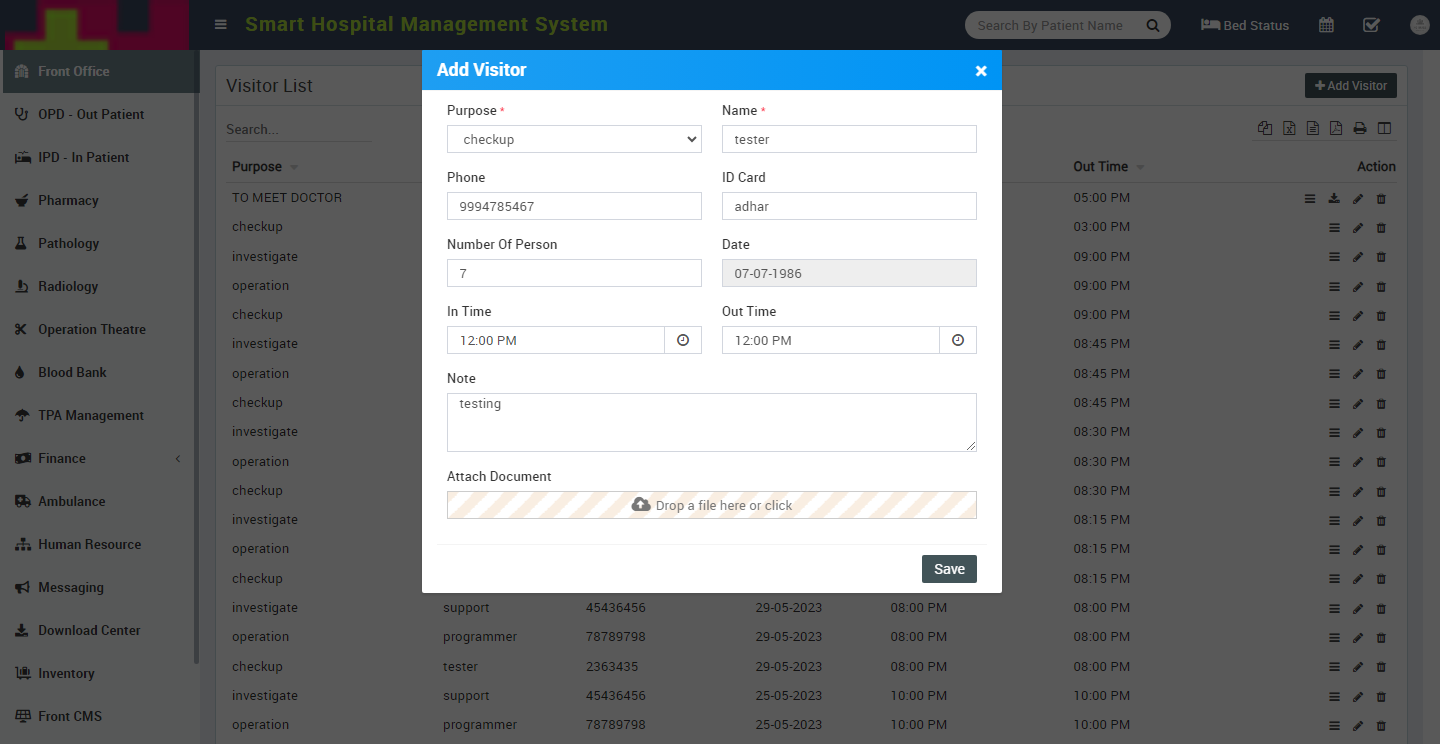 Smart Hospital Management System
Search By Patient Name
Bed Status
Front Office
OPD - Out Patient
IPD - In Patient
Pharmacy
Pathology
Radiology
Operation Theatre
Blood Bank
TPA Management
Finance
Ambulance
Human Resource
Messaging
Download Center
Inventory
Front CMS
Visitor List
Add Visitor
Search...
Purpose
Out Time
Action
TO MEET DOCTOR 05:00 PM
checkup 03:00 PM
investigate 09:00 PM
operation 09:00 PM
checkup 09:00 PM
investigate 08:45 PM
operation 08:45 PM
checkup 08:45 PM
investigate 08:30 PM
operation 08:30 PM
checkup 08:30 PM
investigate 08:15 PM
operation 08:15 PM
checkup 08:15 PM
investigate support 45436456 29-05-2023 08:00 PM 08:00 PM
operation programmer 78789798 29-05-2023 08:00 PM 08:00 PM
checkup tester 2363435 29-05-2023 08:00 PM 08:00 PM
investigate support 45436456 25-05-2023 10:00 PM 10:00 PM
operation programmer 78789798 25-05-2023 10:00 PM 10:00 PM
Add Visitor
Purpose * Name *
checkup tester
Phone ID Card
9994785467 adhar
Number Of Person Date
7 07-07-1986
In Time Out Time
12:00 PM 12:00 PM
Note
testing
Attach Document
Drop a file here or click
Save